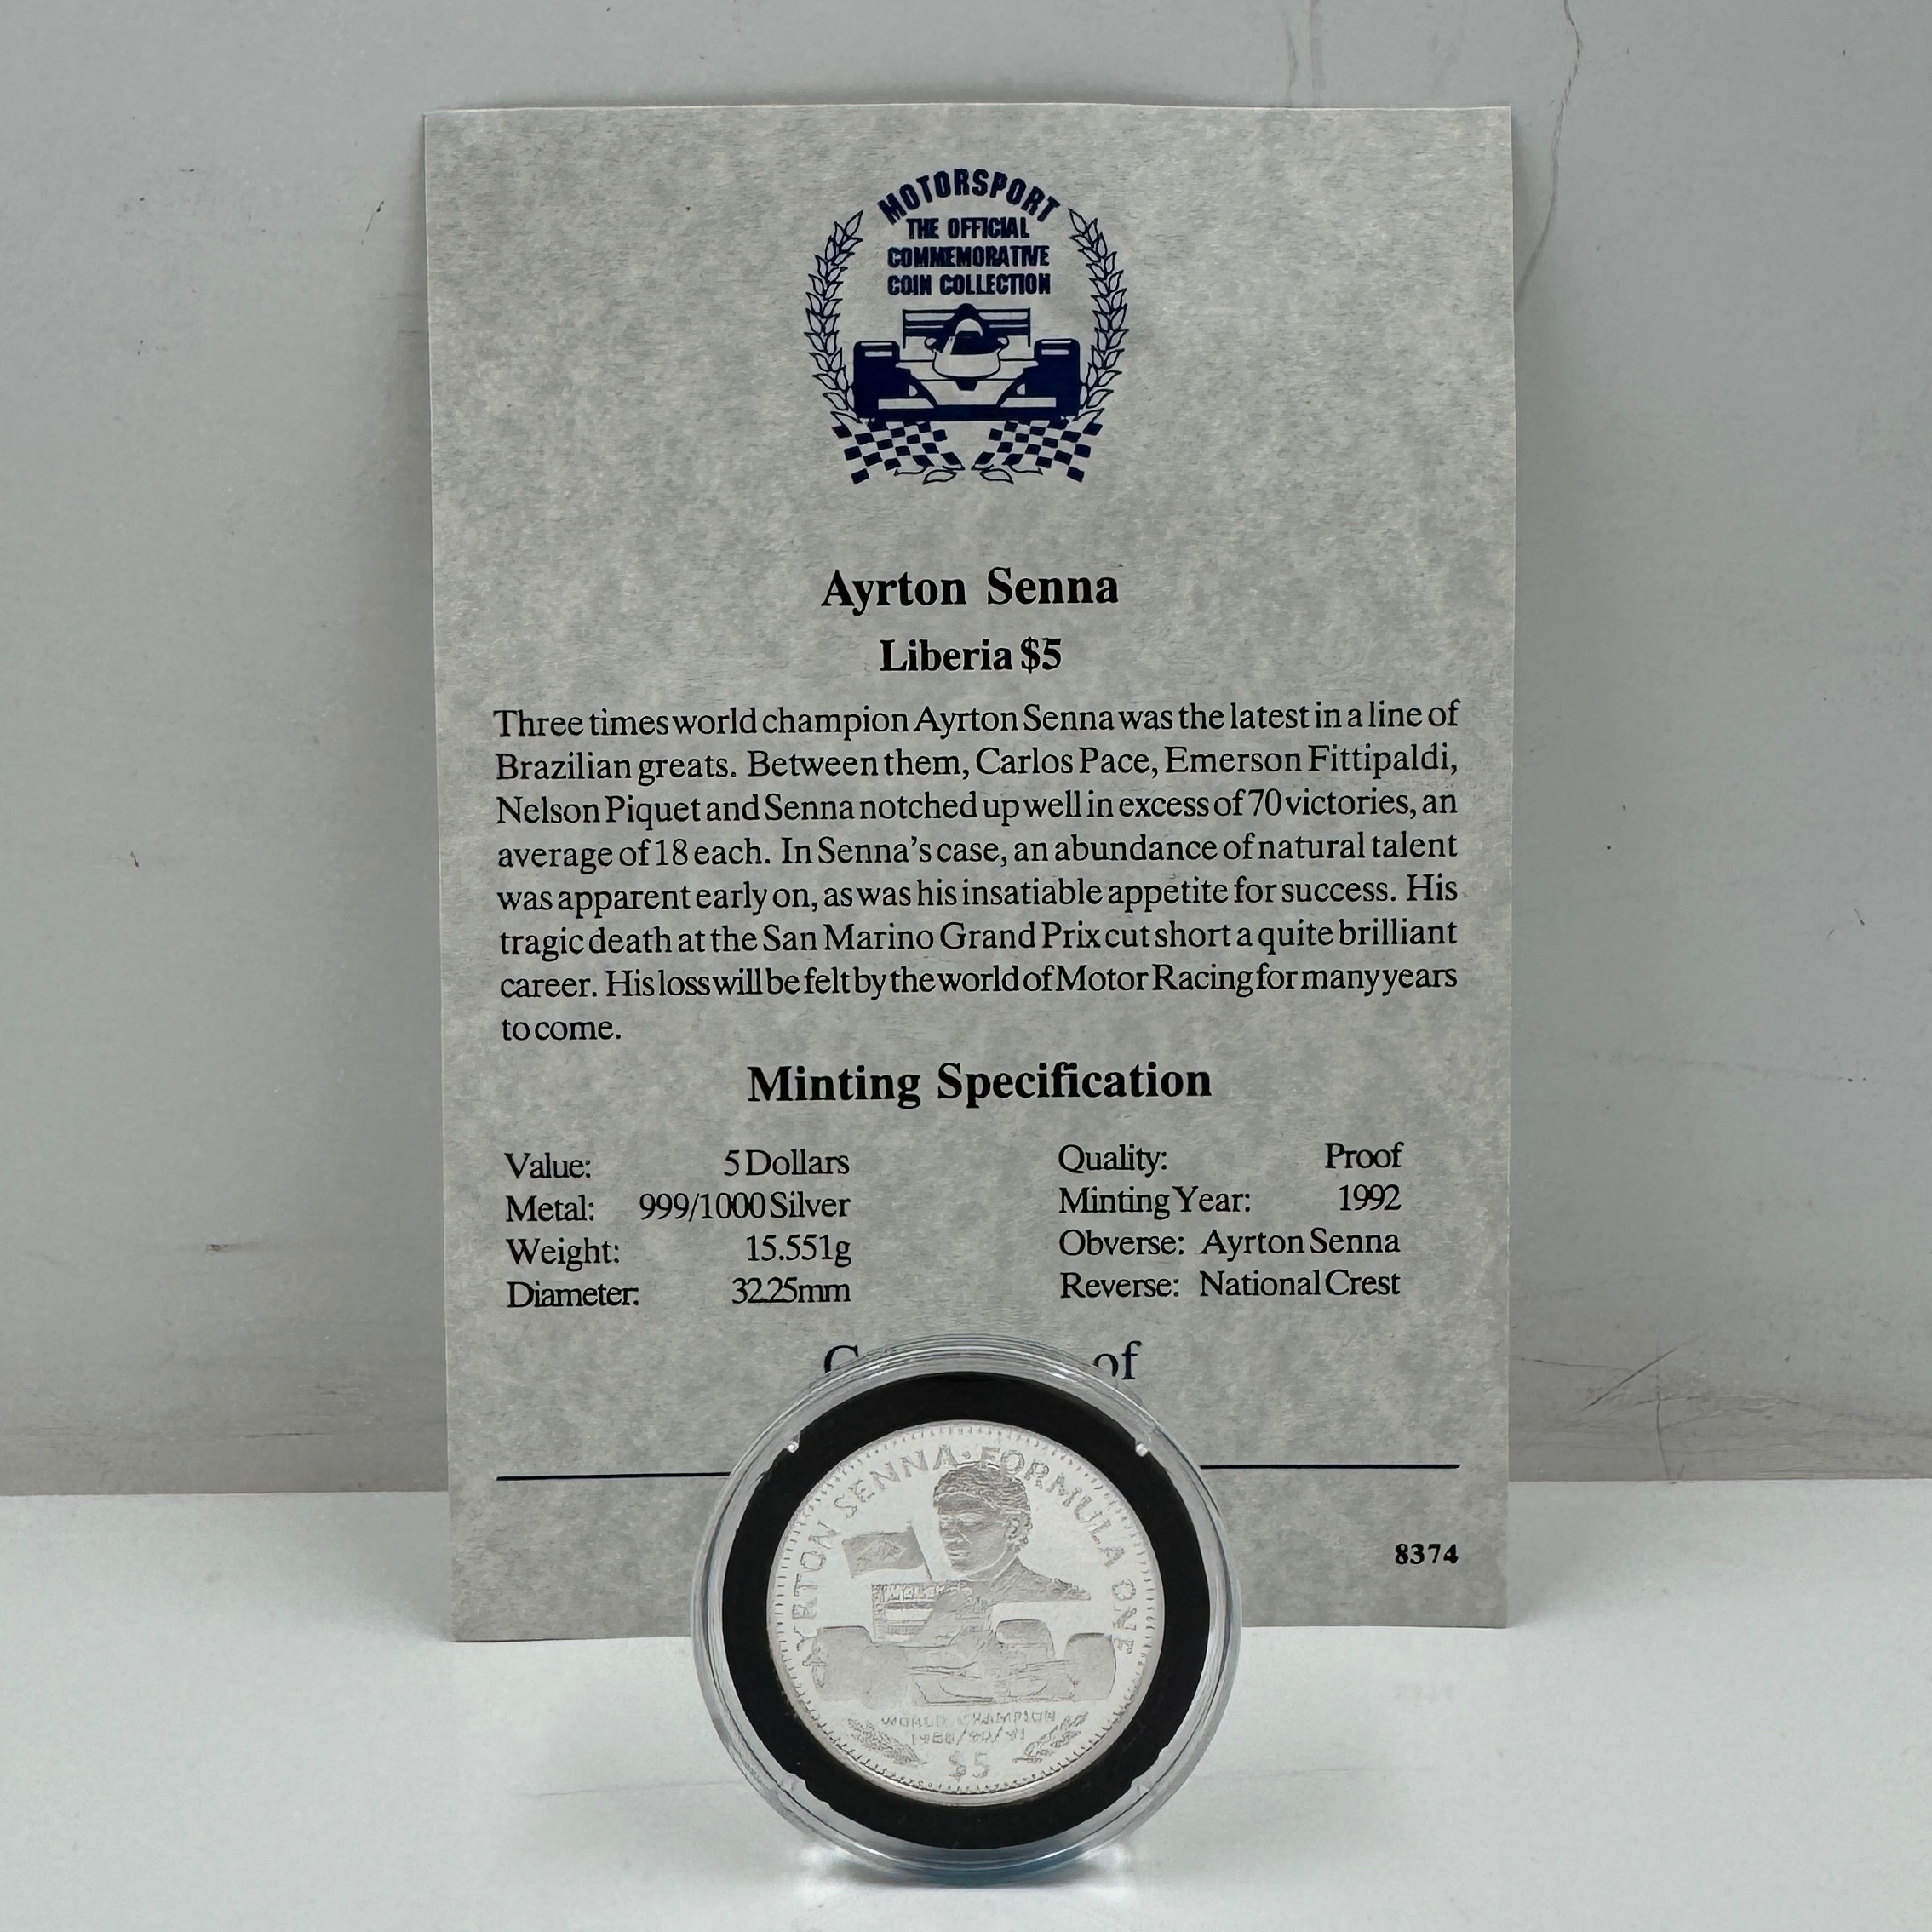 MOTORSPORT
THE OFFICIAL
COMMEMORATIVE
COIN COLLECTION
Ayrton Senna
Liberia $5
Three times world champion Ayrton Senna was the latest in a line of
Brazilian greats. Between them, Carlos Pace, Emerson Fittipaldi,
Nelson Piquet and Senna notched up well in excess of 70 victories, an
average of 18 each. In Senna's case, an abundance of natural talent
was apparent early on, as was his insatiable appetite for success. His
tragic death at the San Marino Grand Prix cut short a quite brilliant
career. His loss will be felt by the world of Motor Racing for many years
to come.
Minting Specification
Value: 5 Dollars
Metal: 999/1000 Silver
Weight: 15.551g
Diameter: 32.25mm
Quality: Proof
Minting Year: 1992
Obverse: Ayrton Senna
Reverse: National Crest
of
8374
AYRTON SENNA · FORMULA ONE
WORLD CHAMPION
1988/90/91
$5